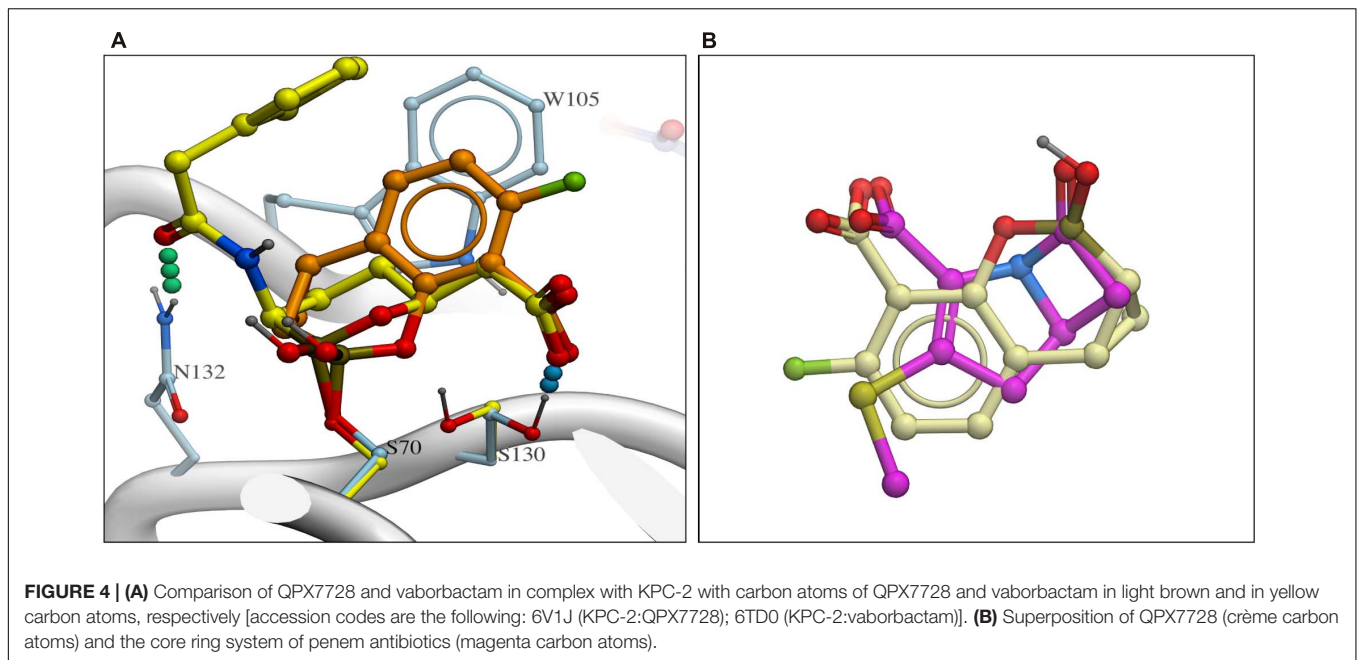 A
B
W105
N132
S70
S130
FIGURE 4 | (A) Comparison of QPX7728 and vaborbactam in complex with KPC-2 with carbon atoms of QPX7728 and vaborbactam in light brown and in yellow
carbon atoms, respectively [accession codes are the following: 6V1J (KPC-2:QPX7728); 6TD0 (KPC-2:vaborbactam)]. (B) Superposition of QPX7728 (crème carbon
atoms) and the core ring system of penem antibiotics (magenta carbon atoms).